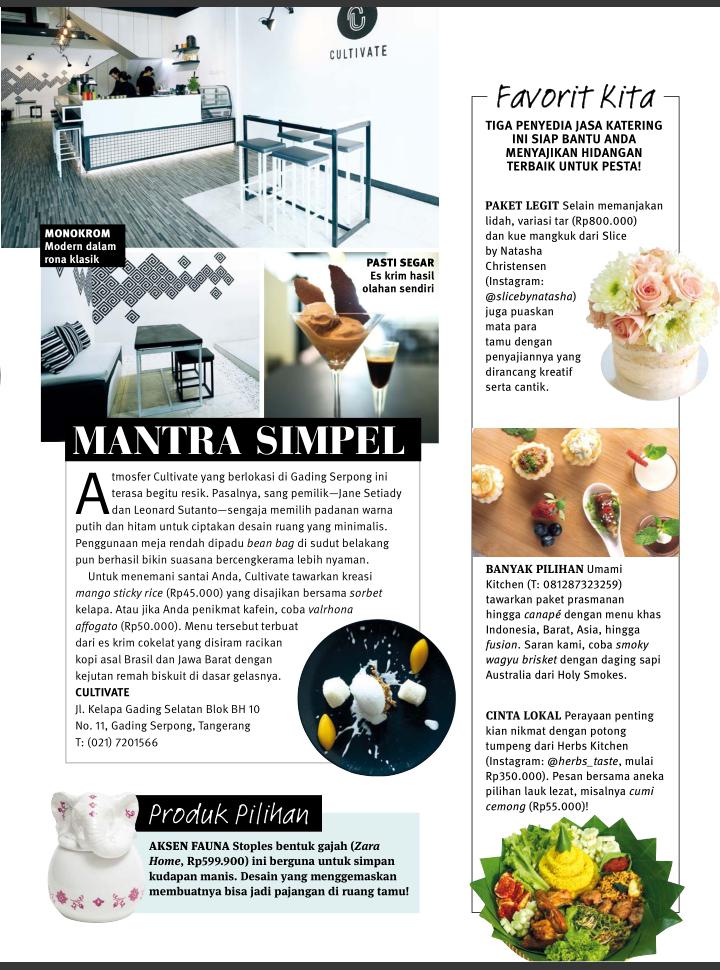 C
CULTIVATE
MONOKROM
Modern dalam
rona klasik
PASTI SEGAR
Es krim hasil
olahan sendiri
MANTRA SIMPEL
Atmosfer Cultivate yang berlokasi di Gading Serpong ini
terasa begitu resik. Pasalnya, sang pemilik—Jane Setiady
dan Leonard Sutanto—sengaja memilih padanan warna
putih dan hitam untuk ciptakan desain ruang yang minimalis.
Penggunaan meja rendah dipadu bean bag di sudut belakang
pun berhasil bikin suasana bercengkerama lebih nyaman.
Untuk menemani santai Anda, Cultivate tawarkan kreasi
mango sticky rice (Rp45.000) yang disajikan bersama sorbet
kelapa. Atau jika Anda penikmat kafein, coba valrhona
affogato (Rp50.000). Menu tersebut terbuat
dari es krim cokelat yang disiram racikan
kopi asal Brasil dan Jawa Barat dengan
kejutan remah biskuit di dasar gelasnya.
CULTIVATE
Jl. Kelapa Gading Selatan Blok BH 10
No. 11, Gading Serpong, Tangerang
T: (021) 7201566
Produk Pilihan
AKSEN FAUNA Stoples bentuk gajah (Zara
Home, Rp599.900) ini berguna untuk simpan
kudapan manis. Desain yang menggemaskan
membuatnya bisa jadi pajangan di ruang tamu!
Favorit Kita
TIGA PENYEDIA JASA KATERING
INI SIAP BANTU ANDA
MENYAJIKAN HIDANGAN
TERBAIK UNTUK PESTA!
PAKET LEGIT Selain memanjakan
lidah, variasi tar (Rp800.000)
dan kue mangkuk dari Slice
by Natasha
Christensen
(Instagram:
@slicebynatasha)
juga puaskan
mata para
tamu dengan
penyajiannya yang
dirancang kreatif
serta cantik.
BANYAK PILIHAN Umami
Kitchen (T: 081287323259)
tawarkan paket prasmanan
hingga canapé dengan menu khas
Indonesia, Barat, Asia, hingga
fusion. Saran kami, coba smoky
wagyu brisket dengan daging sapi
Australia dari Holy Smokes.
CINTA LOKAL Perayaan penting
kian nikmat dengan potong
tumpeng dari Herbs Kitchen
(Instagram: @herbs_taste, mulai
Rp350.000). Pesan bersama aneka
pilihan lauk lezat, misalnya cumi
cemong (Rp55.000)!